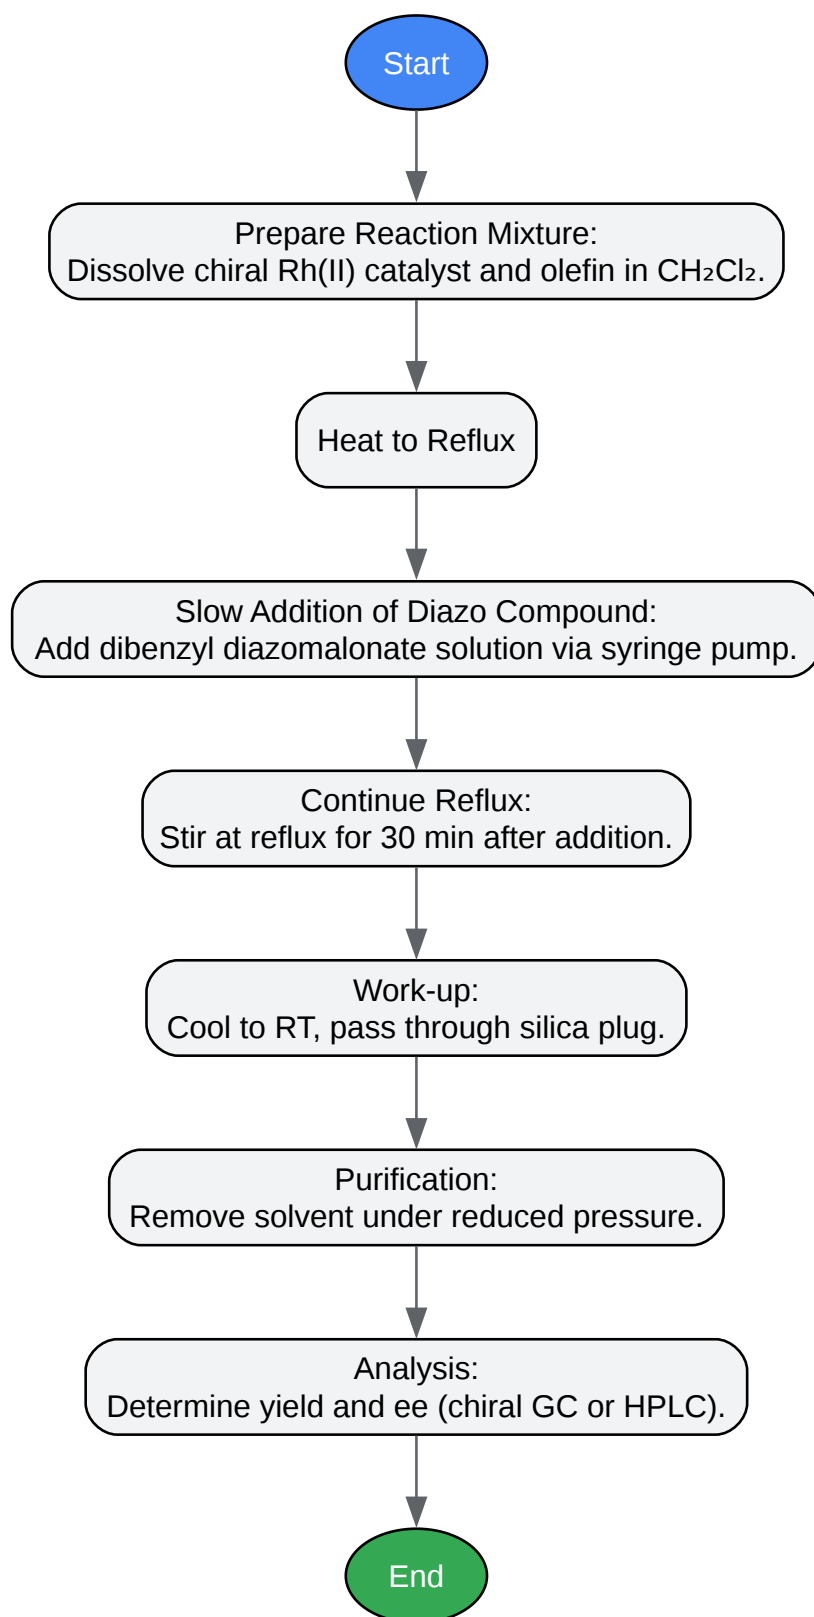 Start
Prepare Reaction Mixture:
Dissolve chiral Rh(II) catalyst and olefin in CH₂Cl₂.
Heat to Reflux
Slow Addition of Diazo Compound:
Add dibenzyl diazomalonate solution via syringe pump.
Continue Reflux:
Stir at reflux for 30 min after addition.
Work-up:
Cool to RT, pass through silica plug.
Purification:
Remove solvent under reduced pressure.
Analysis:
Determine yield and ee (chiral GC or HPLC).
End